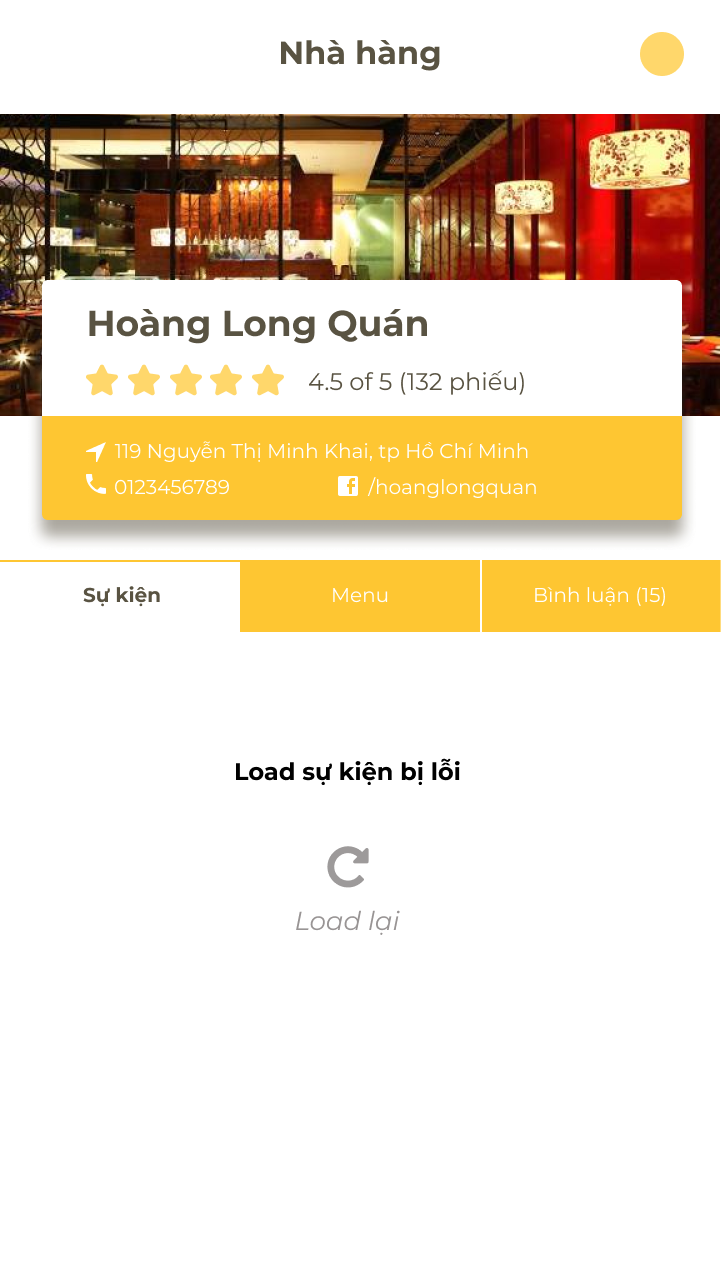 Nhà hàng
Hoàng Long Quán
4.5 of 5 (132 phiếu)
119 Nguyễn Thị Minh Khai, tp Hồ Chí Minh
0123456789
/hoanglongquan
Sự kiện
Menu
Bình luận (15)
Load sự kiện bị lỗi
Load lại